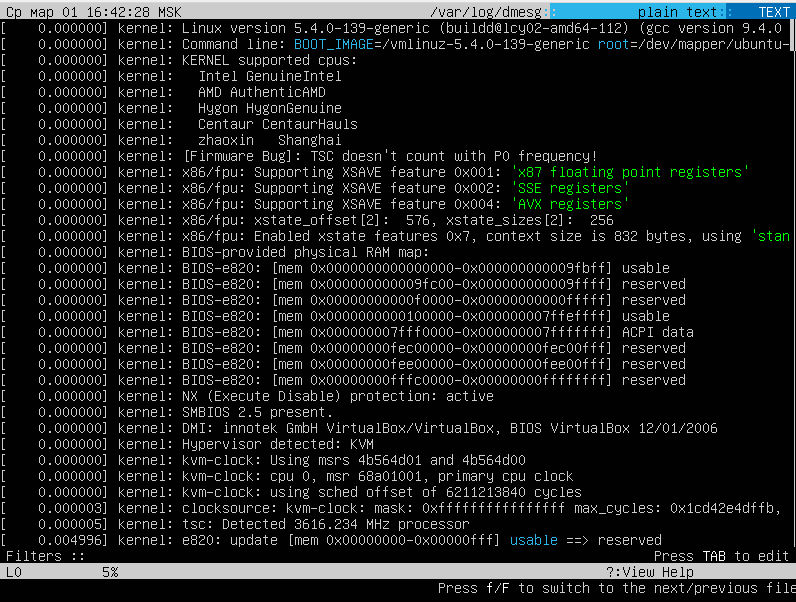 Ср мар 01 16:42:28 MSK /var/log/dmesg:: plain text:: TEXT
[ 0.000000] kernel: Linux version 5.4.0-139-generic (buildd@lcy02-amd64-112) (gcc version 9.4.0
[ 0.000000] kernel: Command line: BOOT_IMAGE=/vmlinuz-5.4.0-139-generic root=/dev/mapper/ubuntu-
[ 0.000000] kernel: KERNEL supported cpus:
[ 0.000000] kernel:   Intel GenuineIntel
[ 0.000000] kernel:   AMD AuthenticAMD
[ 0.000000] kernel:   Hygon HygonGenuine
[ 0.000000] kernel:   Centaur CentaurHauls
[ 0.000000] kernel:   zhaoxin   Shanghai
[ 0.000000] kernel: [Firmware Bug]: TSC doesn't count with P0 frequency!
[ 0.000000] kernel: x86/fpu: Supporting XSAVE feature 0x001: 'x87 floating point registers'
[ 0.000000] kernel: x86/fpu: Supporting XSAVE feature 0x002: 'SSE registers'
[ 0.000000] kernel: x86/fpu: Supporting XSAVE feature 0x004: 'AVX registers'
[ 0.000000] kernel: x86/fpu: xstate_offset[2]:  576, xstate_sizes[2]:  256
[ 0.000000] kernel: x86/fpu: Enabled xstate features 0x7, context size is 832 bytes, using 'stan
[ 0.000000] kernel: BIOS-provided physical RAM map:
[ 0.000000] kernel: BIOS-e820: [mem 0x0000000000000000-0x000000000009fbff] usable
[ 0.000000] kernel: BIOS-e820: [mem 0x000000000009fc00-0x000000000009ffff] reserved
[ 0.000000] kernel: BIOS-e820: [mem 0x00000000000f0000-0x00000000000fffff] reserved
[ 0.000000] kernel: BIOS-e820: [mem 0x0000000000100000-0x000000007ffeffff] usable
[ 0.000000] kernel: BIOS-e820: [mem 0x000000007fff0000-0x000000007fffffff] ACPI data
[ 0.000000] kernel: BIOS-e820: [mem 0x00000000fec00000-0x00000000fec00fff] reserved
[ 0.000000] kernel: BIOS-e820: [mem 0x00000000fee00000-0x00000000fee00fff] reserved
[ 0.000000] kernel: BIOS-e820: [mem 0x00000000fffc0000-0x00000000ffffffff] reserved
[ 0.000000] kernel: NX (Execute Disable) protection: active
[ 0.000000] kernel: SMBIOS 2.5 present.
[ 0.000000] kernel: DMI: innotek GmbH VirtualBox/VirtualBox, BIOS VirtualBox 12/01/2006
[ 0.000000] kernel: Hypervisor detected: KVM
[ 0.000000] kernel: kvm-clock: Using msrs 4b564d01 and 4b564d00
[ 0.000000] kernel: kvm-clock: cpu 0, msr 68a01001, primary cpu clock
[ 0.000000] kernel: kvm-clock: using sched offset of 6211213840 cycles
[ 0.000003] kernel: clocksource: kvm-clock: mask: 0xffffffffffffffff max_cycles: 0x1cd42e4dffb,
[ 0.000005] kernel: tsc: Detected 3616.234 MHz processor
[ 0.004996] kernel: e820: update [mem 0x00000000-0x00000fff] usable ==> reserved
Filters :: Press TAB to edit
L0 5% ?:View Help
Press f/F to switch to the next/previous file